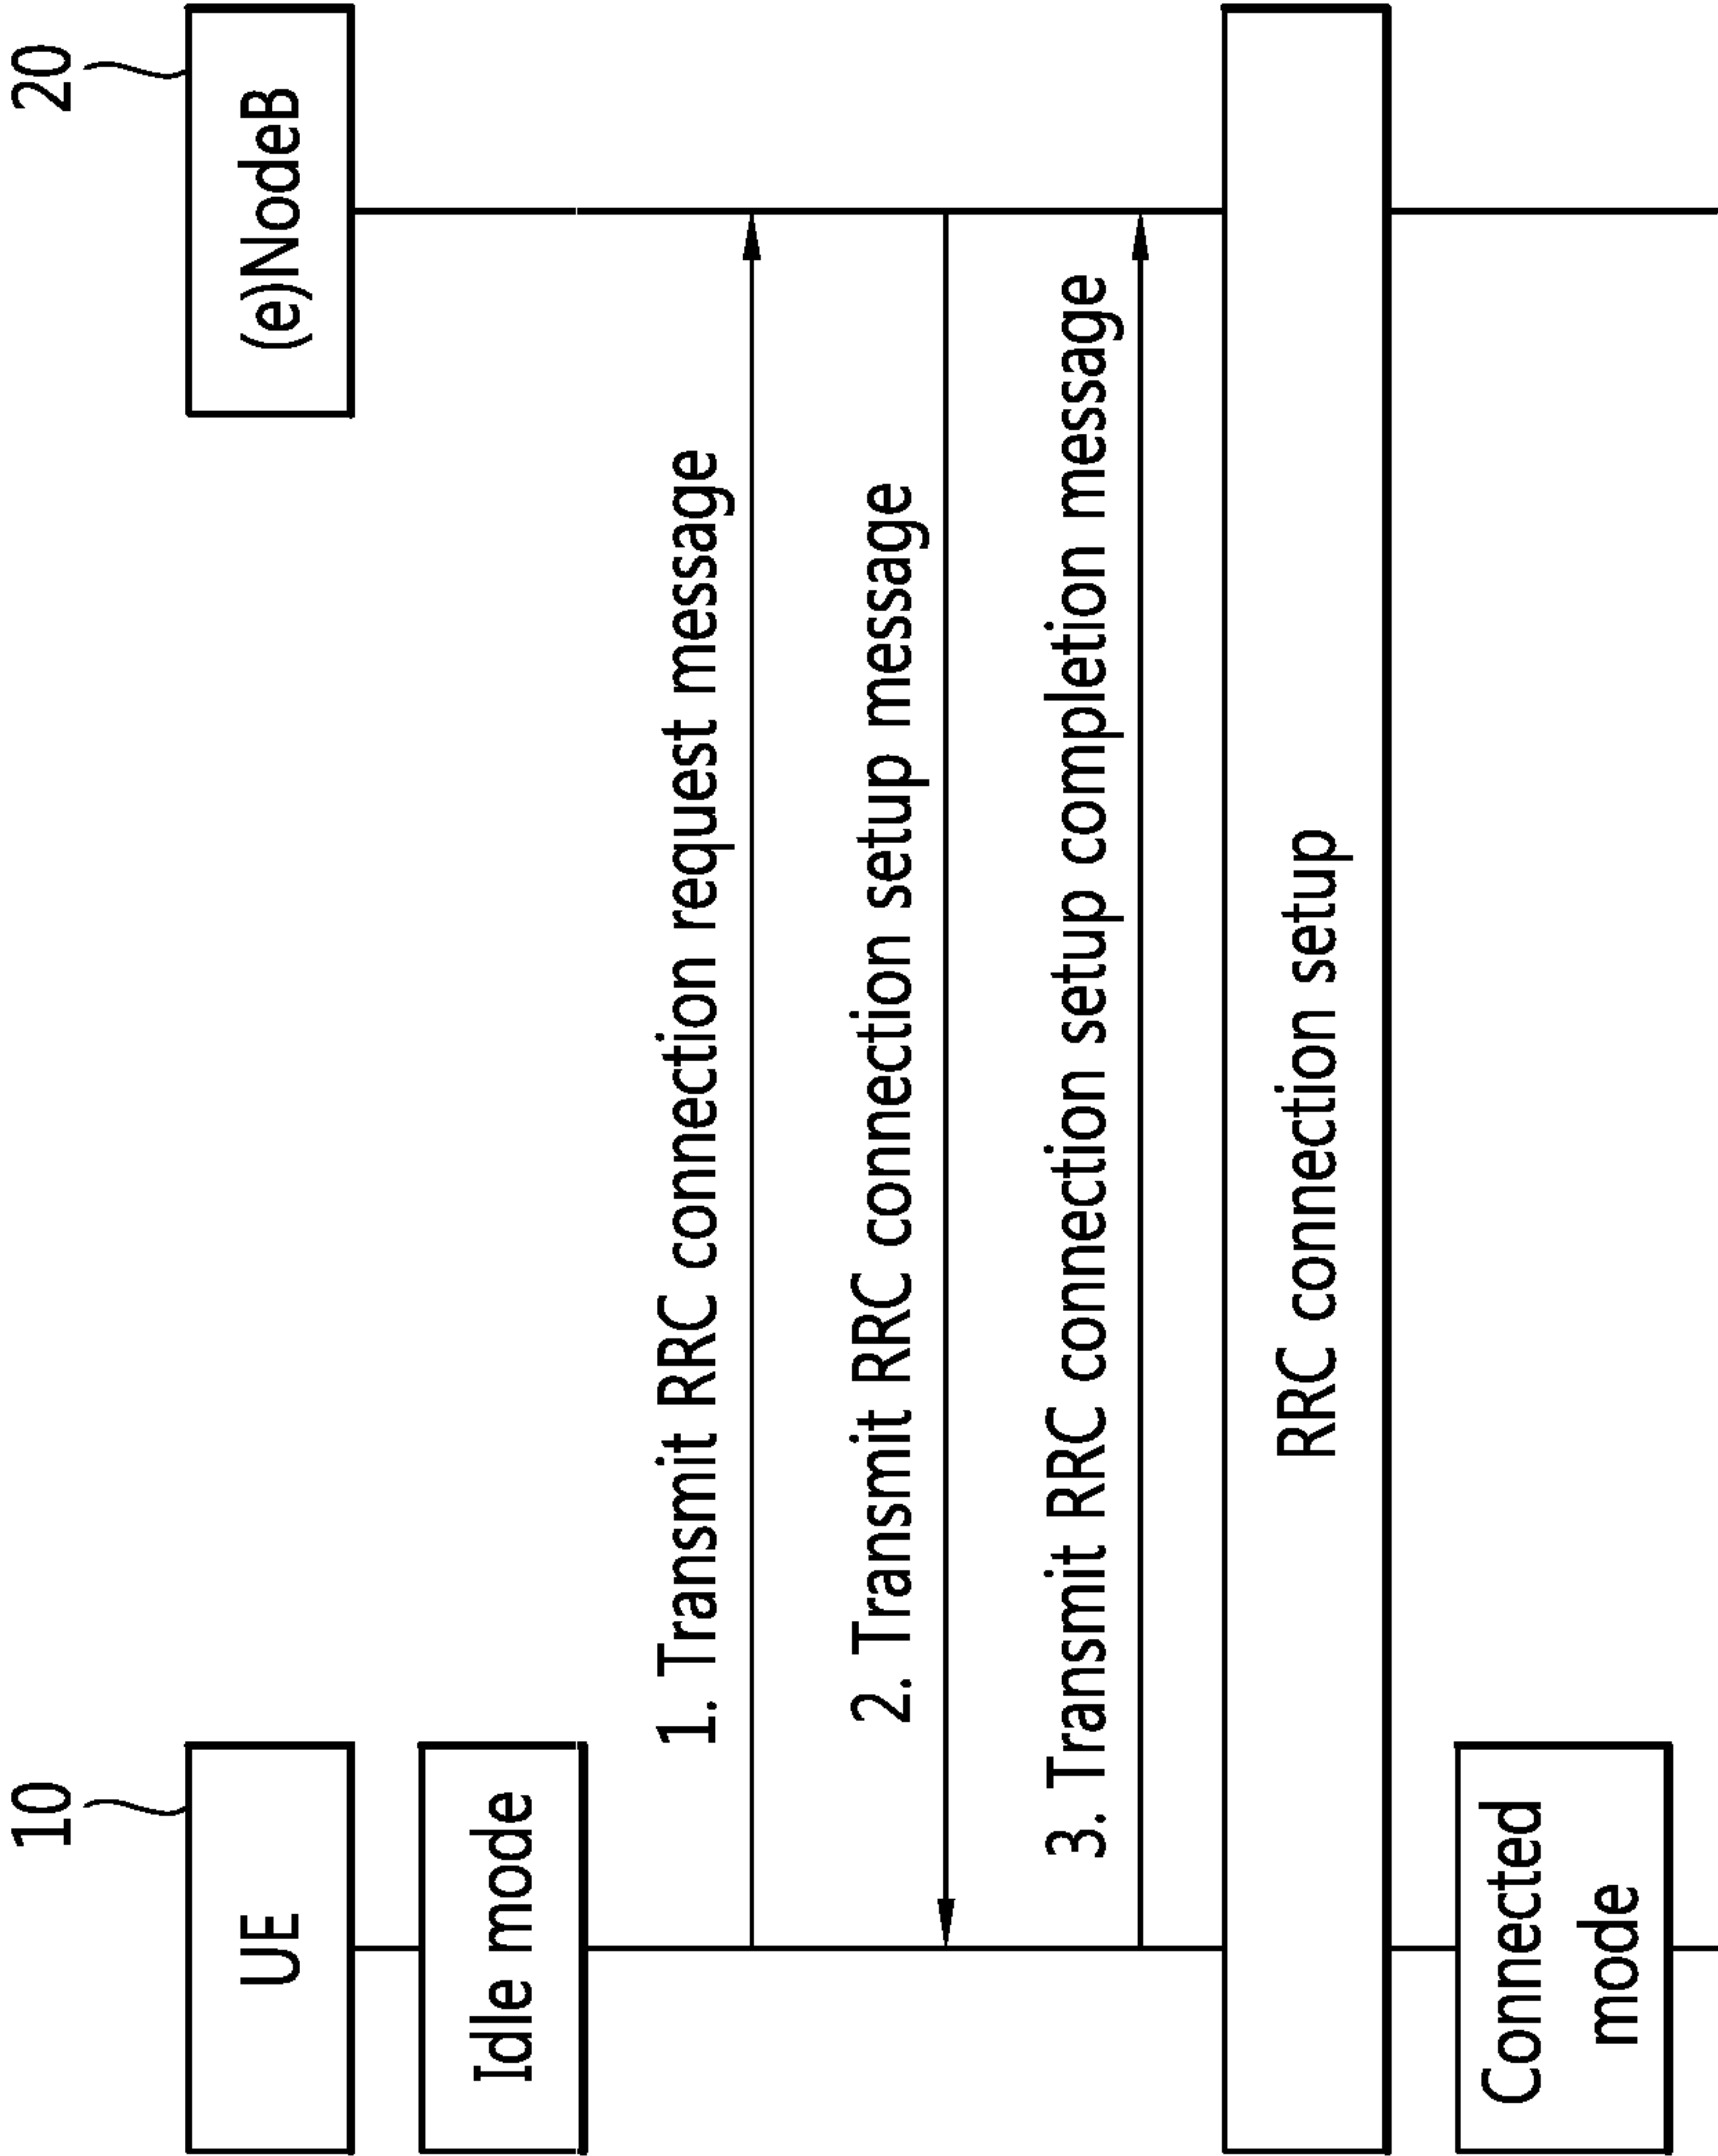 10
20
UE
(e)NodeB
Idle mode
1. Transmit RRC connection request message
2. Transmit RRC connection setup message
3. Transmit RRC connection setup completion message
RRC connection setup
Connected
mode